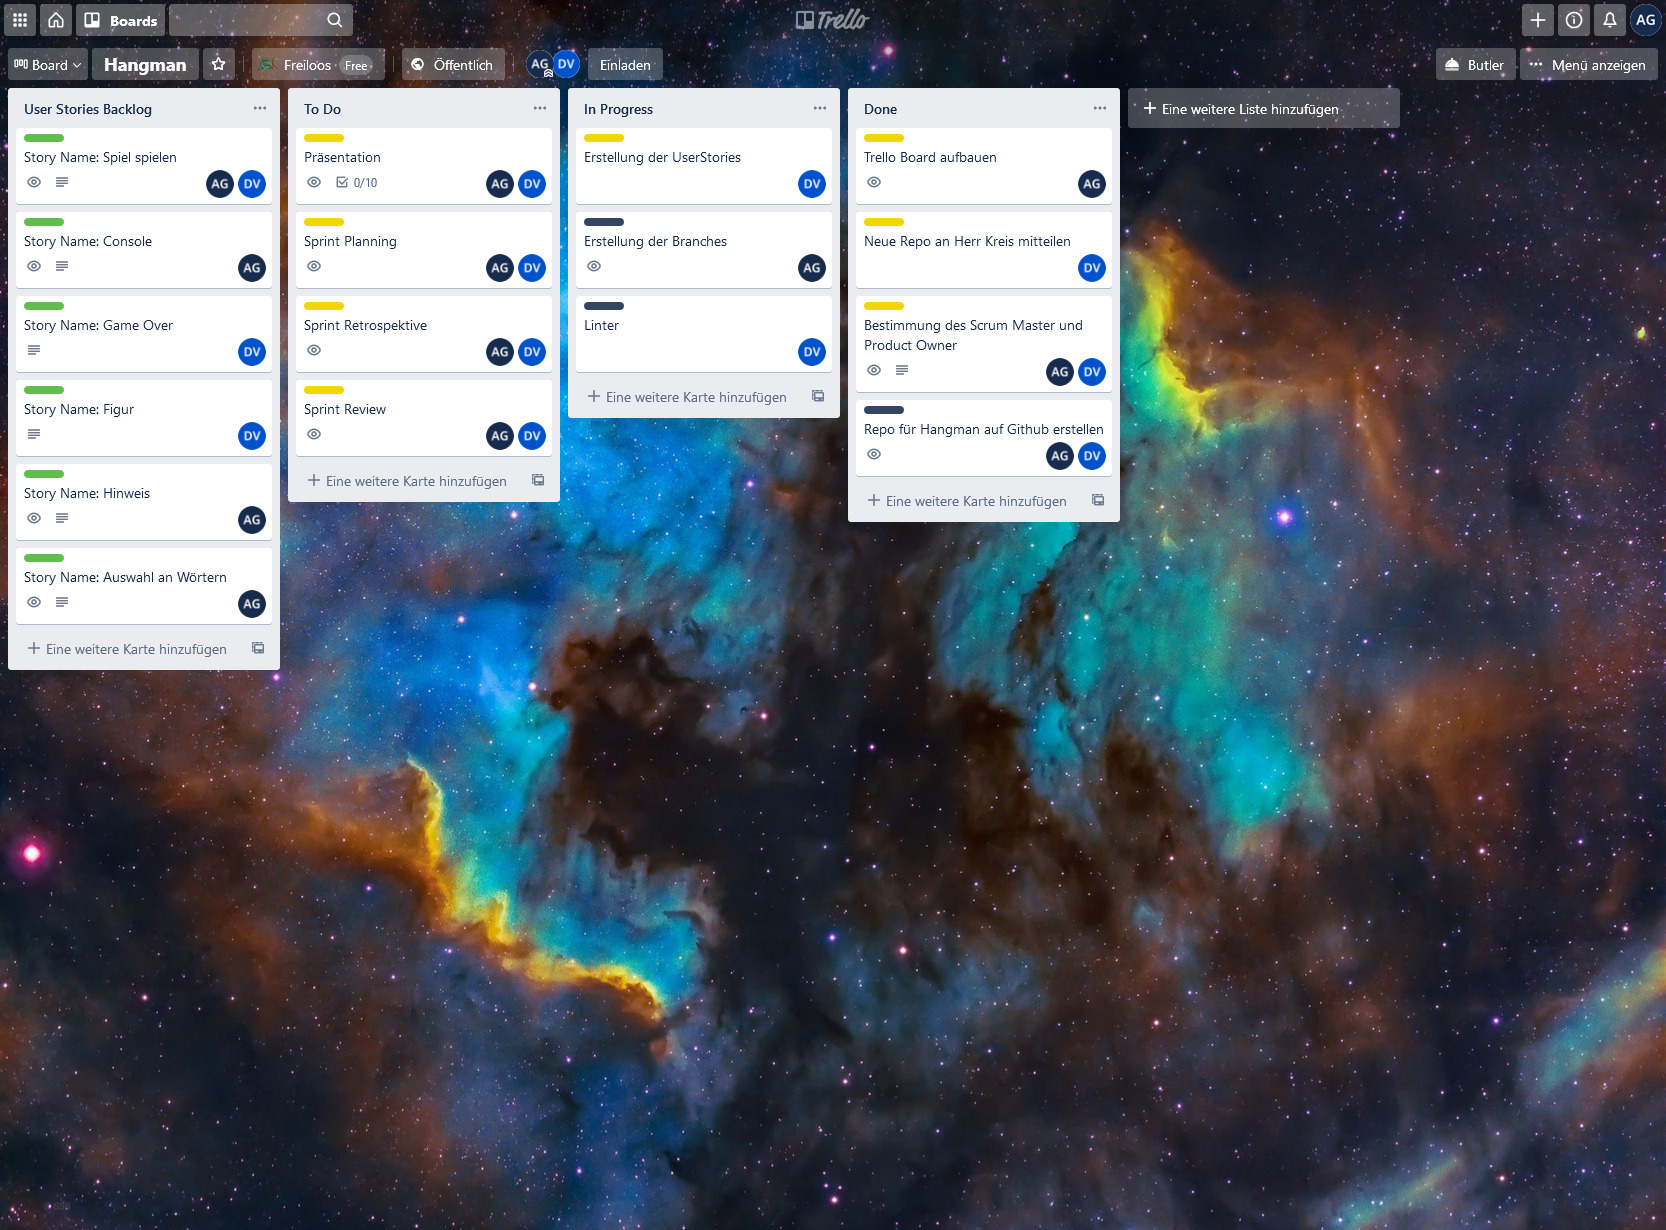 Boards
Trello
AG
Board
Hangman
Freiloos Free
Öffentlich
AG DV
Einladen
Butler
Menü anzeigen
User Stories Backlog
Story Name: Spiel spielen
AG DV
Story Name: Console
AG
Story Name: Game Over
DV
Story Name: Figur
DV
Story Name: Hinweis
AG
Story Name: Auswahl an Wörtern
AG
Eine weitere Karte hinzufügen
To Do
Präsentation
0/10
AG DV
Sprint Planning
AG DV
Sprint Retrospektive
AG DV
Sprint Review
AG DV
Eine weitere Karte hinzufügen
In Progress
Erstellung der UserStories
DV
Erstellung der Branches
AG
Linter
DV
Eine weitere Karte hinzufügen
Done
Trello Board aufbauen
AG
Neue Repo an Herr Kreis mitteilen
DV
Bestimmung des Scrum Master und
Product Owner
AG DV
Repo für Hangman auf Github erstellen
AG DV
Eine weitere Karte hinzufügen
Eine weitere Liste hinzufügen